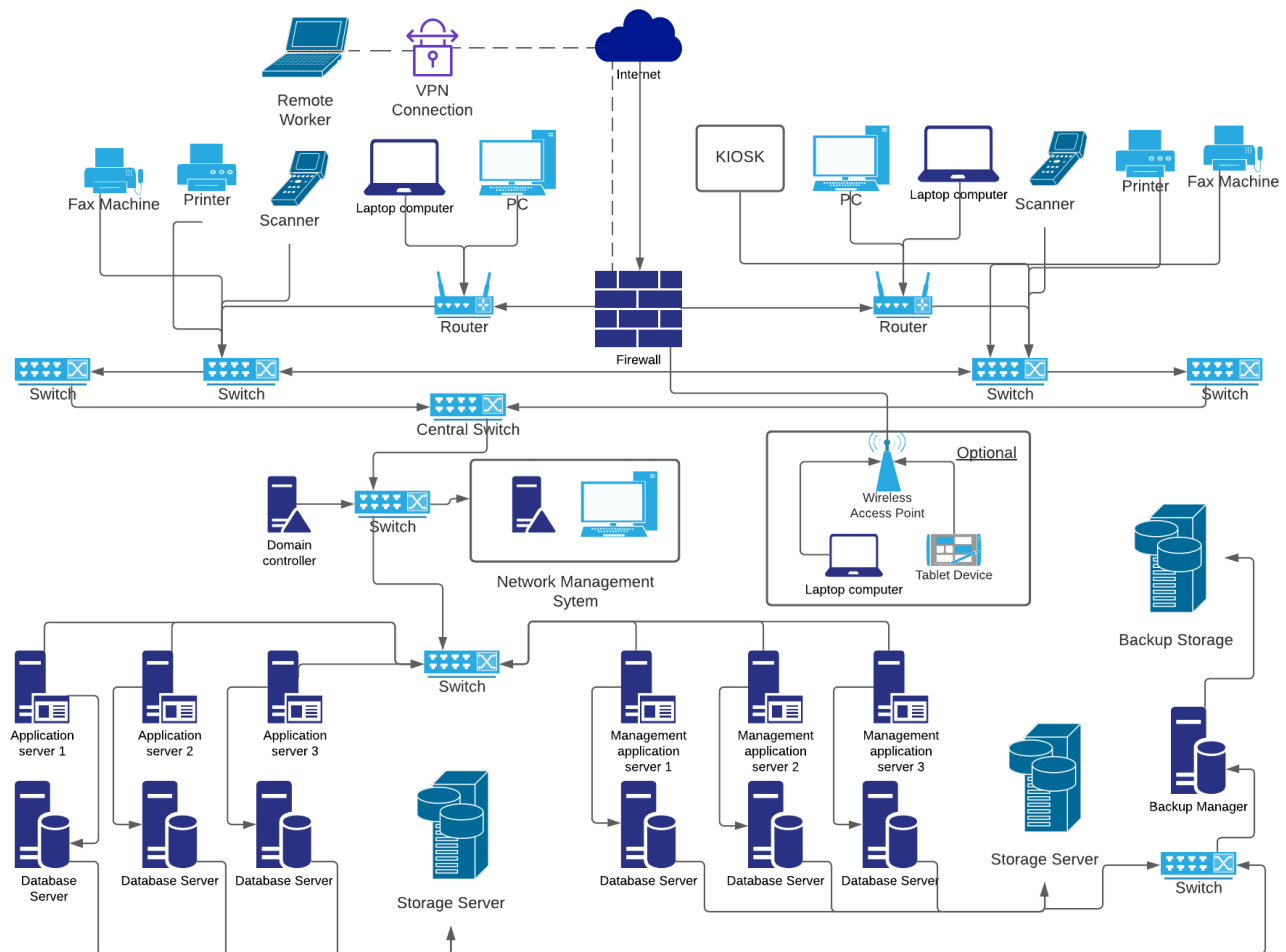 Internet
VPN
Connection
Remote
Worker
KIOSK
Fax Machine
Printer
Scanner
Laptop computer
PC
PC
Laptop computer
Scanner
Printer
Fax Machine
Router
Firewall
Router
Switch
Switch
Switch
Switch
Central Switch
Optional
Wireless
Access Point
Switch
Domain
controller
Network Management
Sytem
Laptop computer
Tablet Device
Backup Storage
Switch
Application
server 1
Application
server 2
Application
server 3
Management
application
server 1
Management
application
server 2
Management
application
server 3
Backup Manager
Storage Server
Database
Server
Database Server
Database Server
Storage Server
Database Server
Database Server
Database Server
Switch